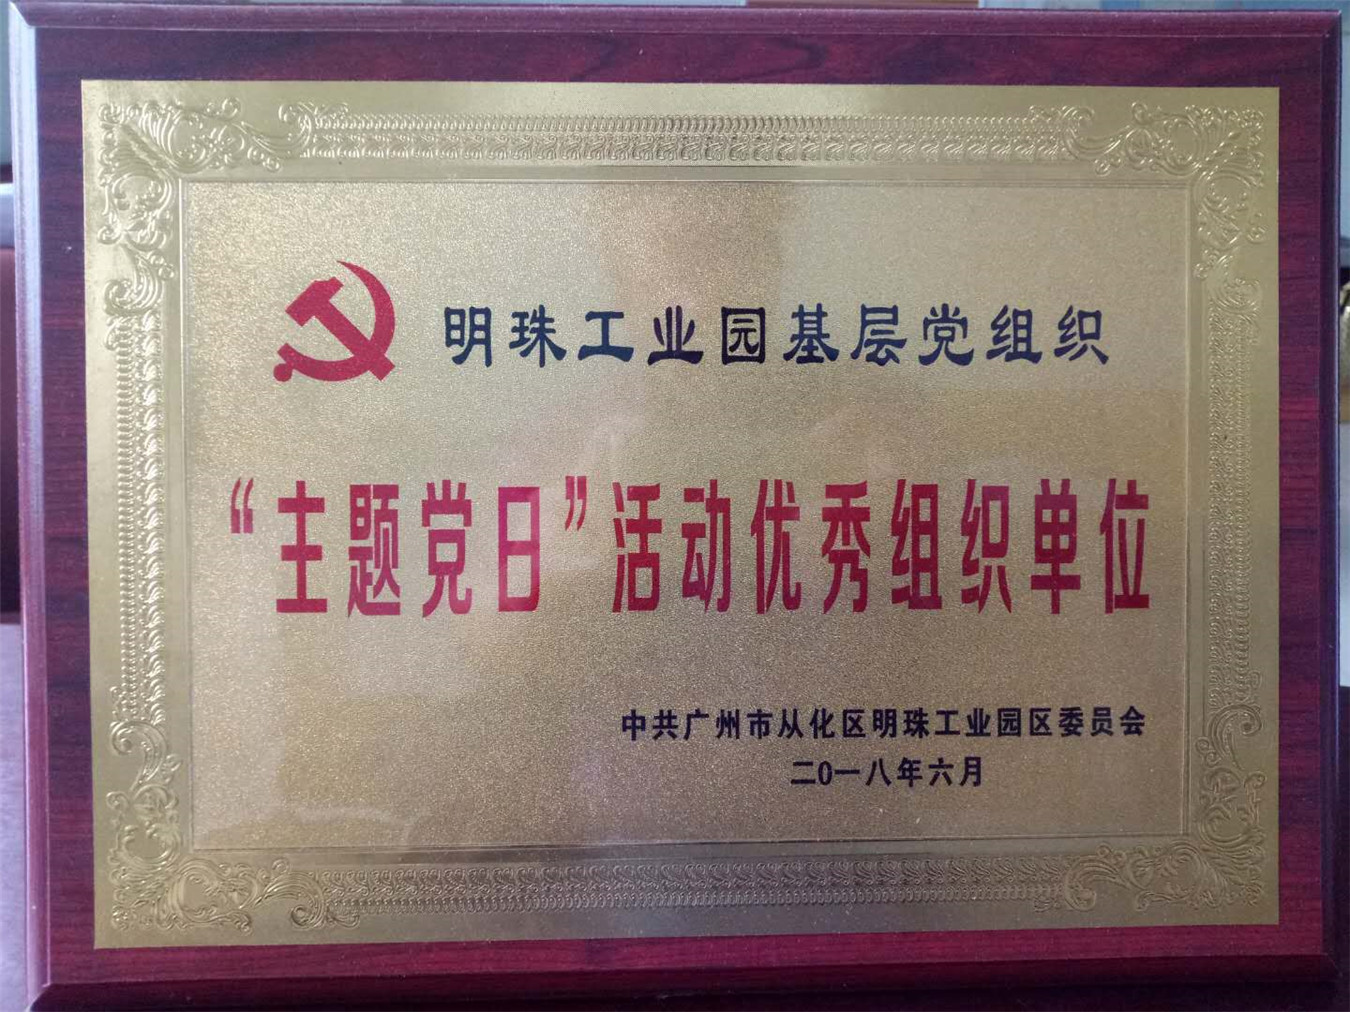 明珠工业园基层党组织
“主题党日”活动优秀组织单位
中共广州市从化区明珠工业园区委员会
二0一八年六月